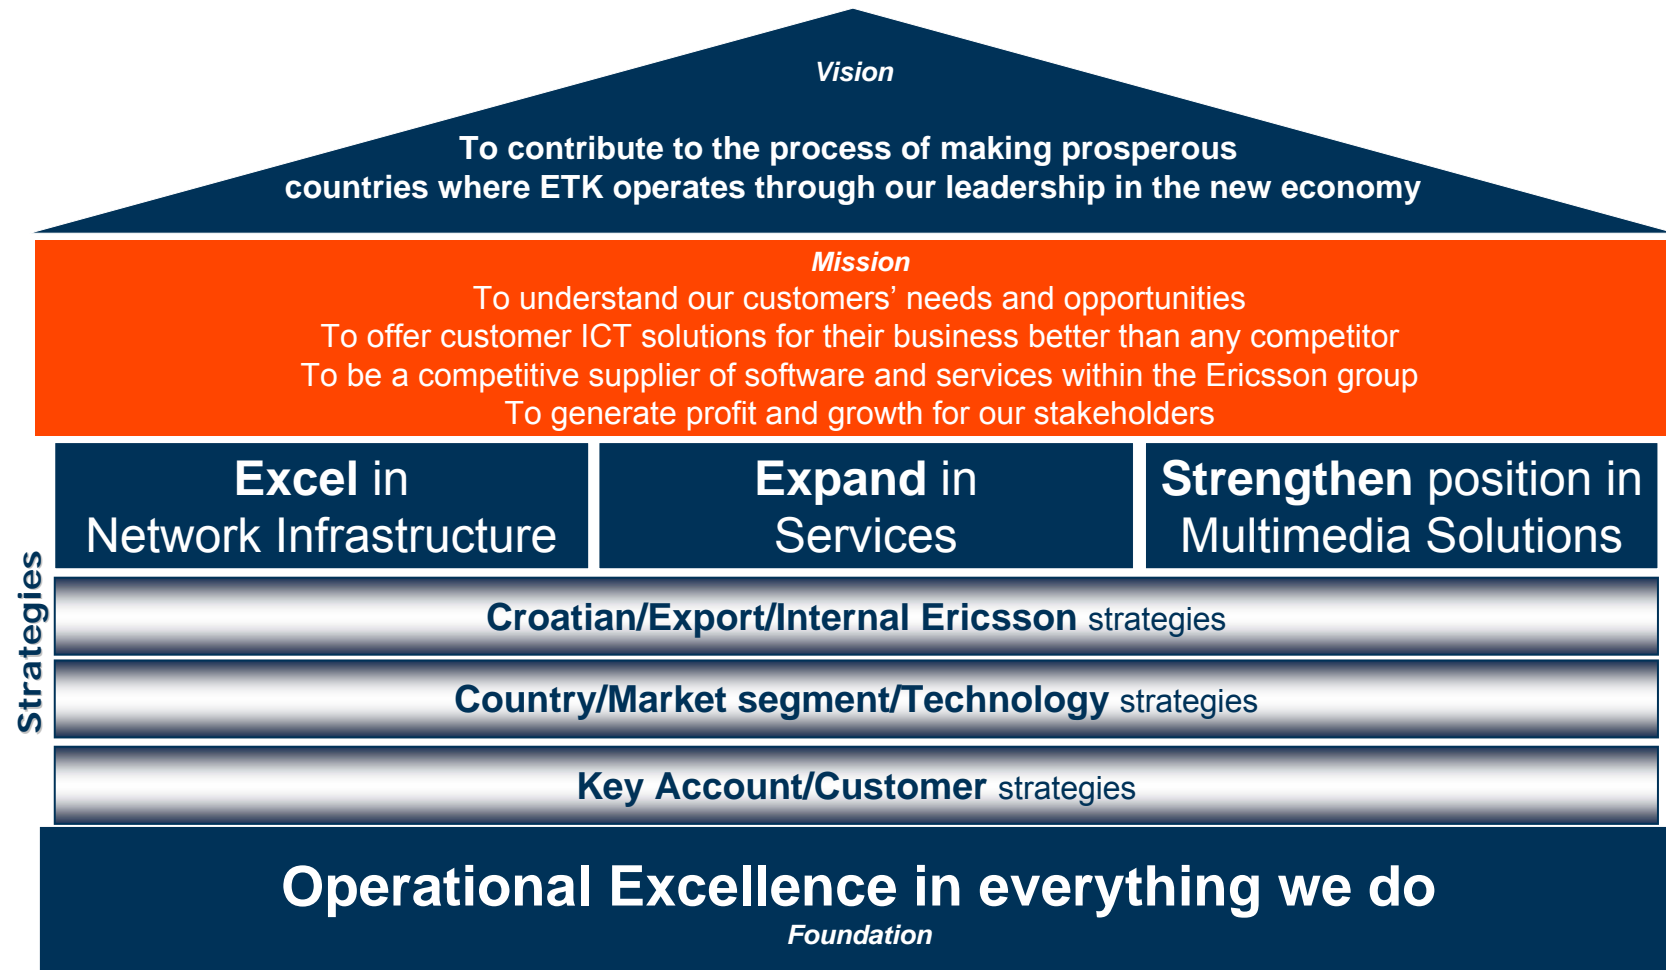 Vision
To contribute to the process of making prosperous
countries where ETK operates through our leadership in the new economy
Mission
To understand our customers’ needs and opportunities
To offer customer ICT solutions for their business better than any competitor
To be a competitive supplier of software and services within the Ericsson group
To generate profit and growth for our stakeholders
Strategies
Excel in
Network Infrastructure
Expand in
Services
Strengthen position in
Multimedia Solutions
Croatian/Export/Internal Ericsson strategies
Country/Market segment/Technology strategies
Key Account/Customer strategies
Operational Excellence in everything we do
Foundation